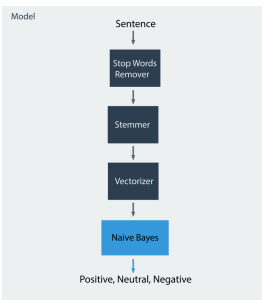 Model
Sentence
Stop Words
Remover
Stemmer
Vectorizer
Naive Bayes
Positive, Neutral, Negative